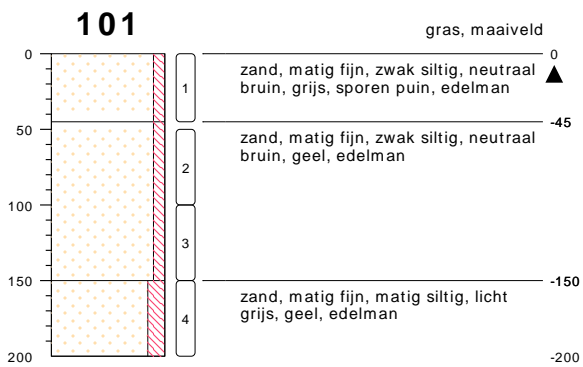 101
gras, maaiveld
0
0
zand, matig fijn, zwak siltig, neutraal
bruin, grijs, sporen puin, edelman
1
-45
50
zand, matig fijn, zwak siltig, neutraal
bruin, geel, edelman
2
100
3
150
-150
zand, matig fijn, matig siltig, licht
grijs, geel, edelman
4
200
-200